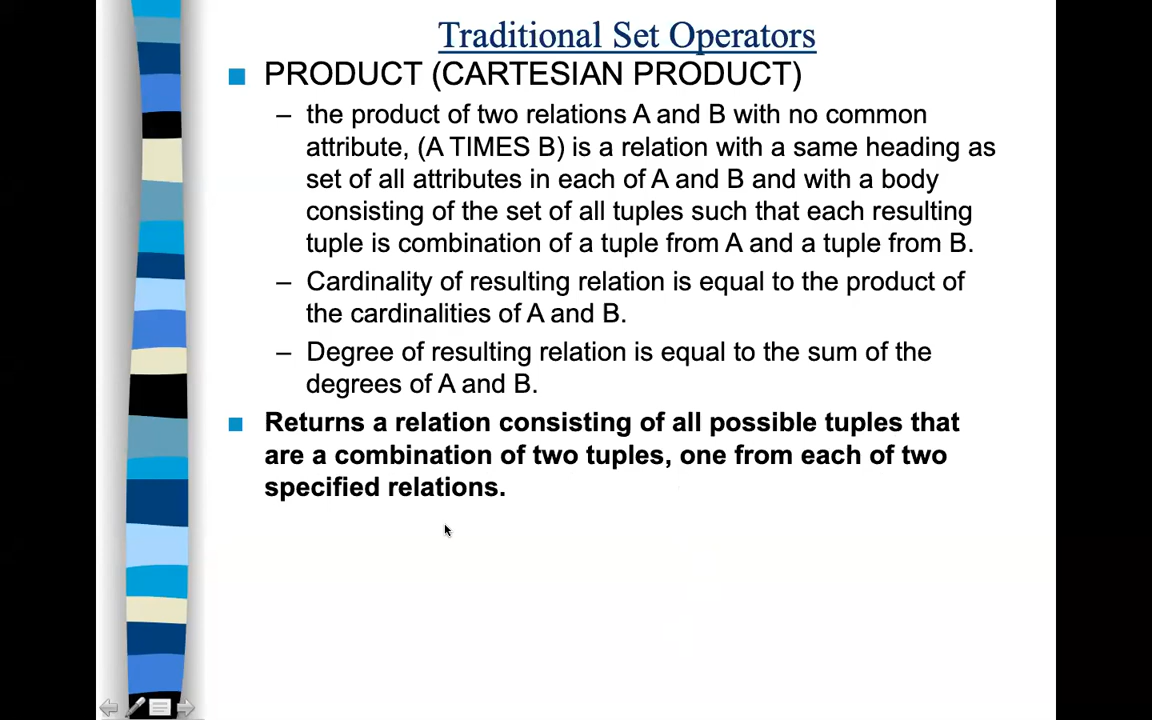 Traditional Set Operators
PRODUCT (CARTESIAN PRODUCT)
– the product of two relations A and B with no common
attribute, (A TIMES B) is a relation with a same heading as
set of all attributes in each of A and B and with a body
consisting of the set of all tuples such that each resulting
tuple is combination of a tuple from A and a tuple from B.
– Cardinality of resulting relation is equal to the product of
the cardinalities of A and B.
– Degree of resulting relation is equal to the sum of the
degrees of A and B.
Returns a relation consisting of all possible tuples that
are a combination of two tuples, one from each of two
specified relations.